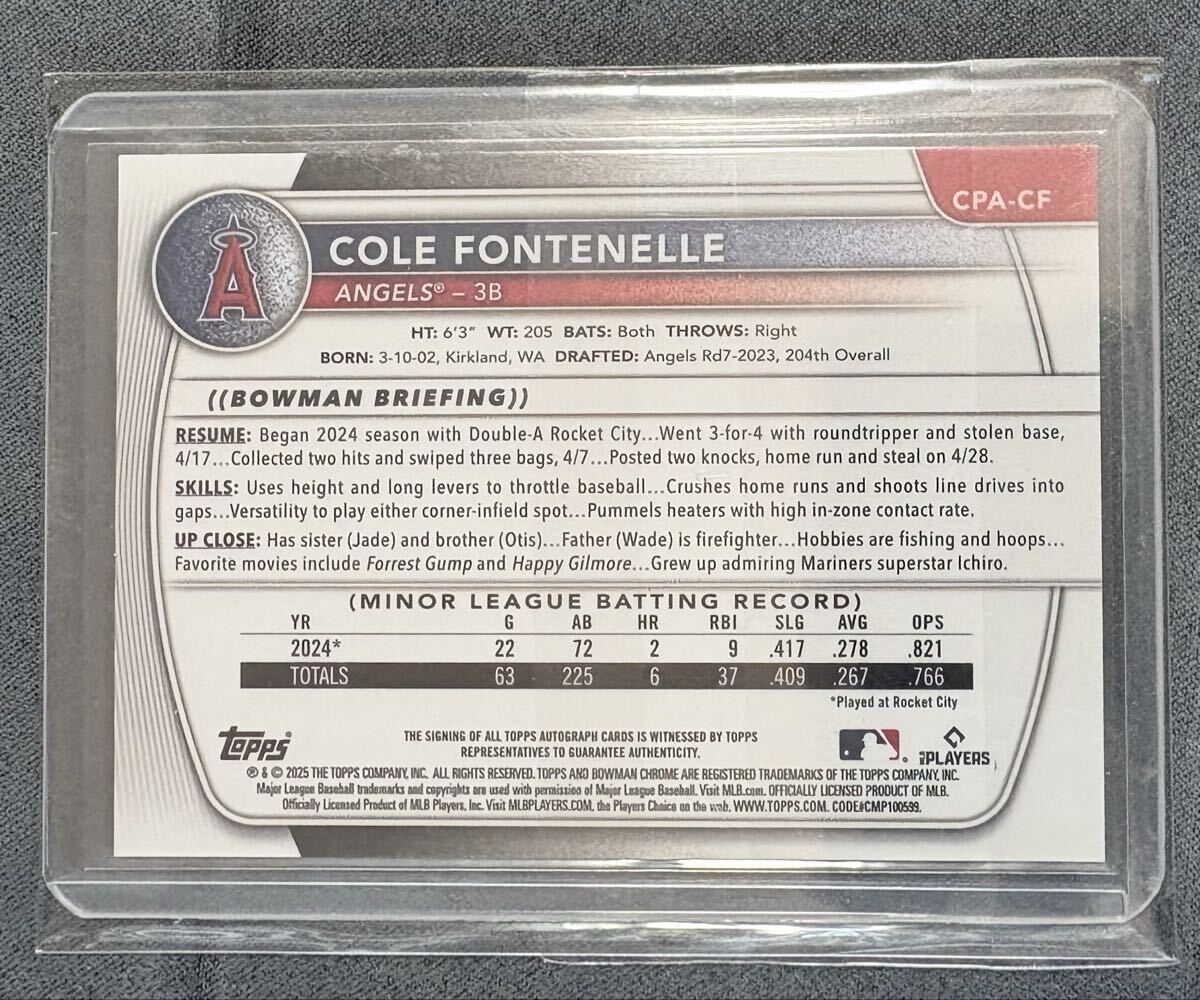 CPA-CF
A
COLE FONTENELLE
ANGELS® – 3B
HT: 6'3" WT: 205 BATS: Both THROWS: Right
BORN: 3-10-02, Kirkland, WA DRAFTED: Angels Rd7-2023, 204th Overall
((BOWMAN BRIEFING))
RESUME: Began 2024 season with Double-A Rocket City...Went 3-for-4 with roundtripper and stolen base,
4/17...Collected two hits and swiped three bags, 4/7...Posted two knocks, home run and steal on 4/28.
SKILLS: Uses height and long levers to throttle baseball...Crushes home runs and shoots line drives into
gaps...Versatility to play either corner-infield spot...Pummels heaters with high in-zone contact rate.
UP CLOSE: Has sister (Jade) and brother (Otis)...Father (Wade) is firefighter...Hobbies are fishing and hoops...
Favorite movies include Forrest Gump and Happy Gilmore...Grew up admiring Mariners superstar Ichiro.
(MINOR LEAGUE BATTING RECORD)
YR G AB HR RBI SLG AVG OPS
2024* 22 72 2 9 .417 .278 .821
TOTALS 63 225 6 37 .409 .267 .766
*Played at Rocket City
Topps
THE SIGNING OF ALL TOPPS AUTOGRAPH CARDS IS WITNESSED BY TOPPS
REPRESENTATIVES TO GUARANTEE AUTHENTICITY.
MLB PLAYERS
® & © 2025 THE TOPPS COMPANY, INC. ALL RIGHTS RESERVED. TOPPS AND BOWMAN CHROME ARE REGISTERED TRADEMARKS OF THE TOPPS COMPANY, INC.
Major League Baseball trademarks and copyrights are used with permission of Major League Baseball. Visit MLB.com. OFFICIALLY LICENSED PRODUCT OF MLB.
Officially Licensed Product of MLB Players, Inc. Visit MLBPLAYERS.COM, the Players Choice on the web. WWW.TOPPS.COM. CODE#CMP100599.